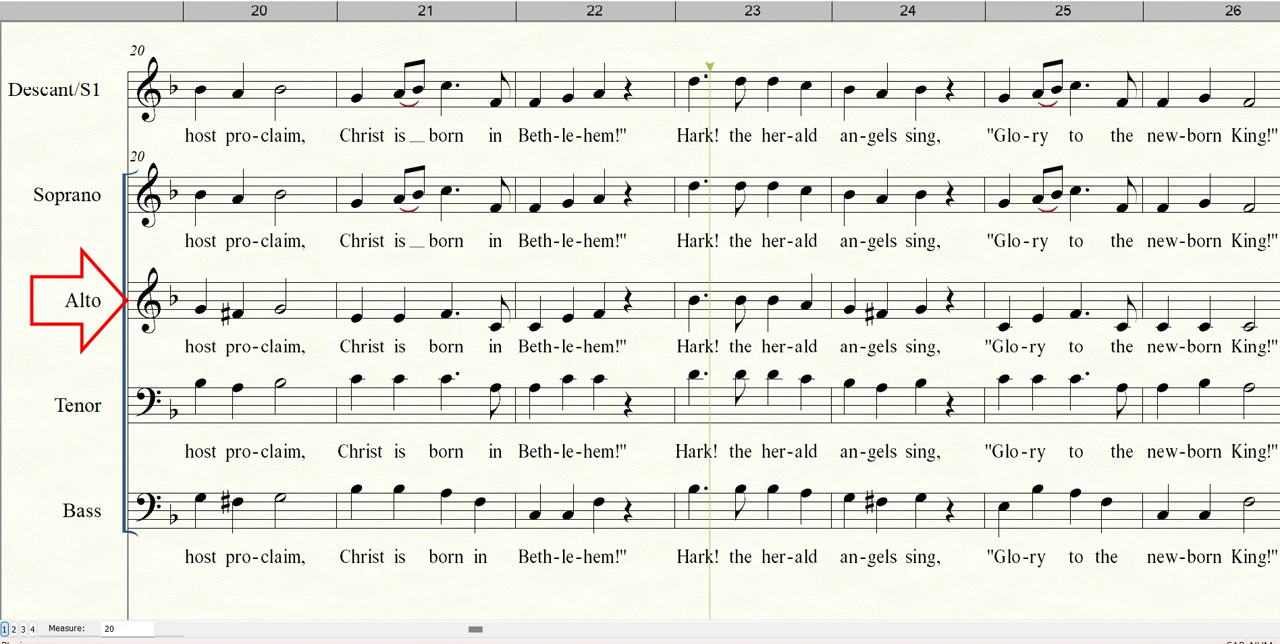 20 21 22 23 24 25 26
20
Descant/S1
host pro-claim, Christ is born in Beth-le-hem!" Hark! the her-ald an-gels sing, "Glo-ry to the new-born King!"
20
Soprano
host pro-claim, Christ is born in Beth-le-hem!" Hark! the her-ald an-gels sing, "Glo-ry to the new-born King!"
Alto
host pro-claim, Christ is born in Beth-le-hem!" Hark! the her-ald an-gels sing, "Glo-ry to the new-born King!"
Tenor
host pro-claim, Christ is born in Beth-le-hem!" Hark! the her-ald an-gels sing, "Glo-ry to the new-born King!"
Bass
host pro-claim, Christ is born in Beth-le-hem!" Hark! the her-ald an-gels sing, "Glo-ry to the new-born King!"
1 2 3 4 Measure: 20